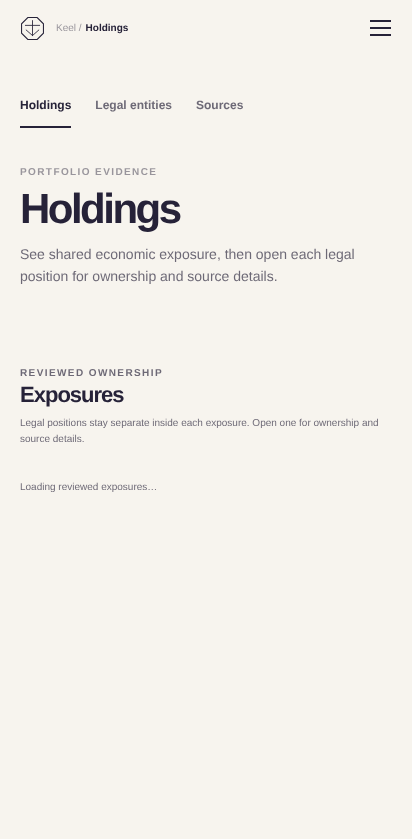 Keel / Holdings
Holdings Legal entities Sources
PORTFOLIO EVIDENCE
Holdings
See shared economic exposure, then open each legal
position for ownership and source details.
REVIEWED OWNERSHIP
Exposures
Legal positions stay separate inside each exposure. Open one for ownership and
source details.
Loading reviewed exposures…